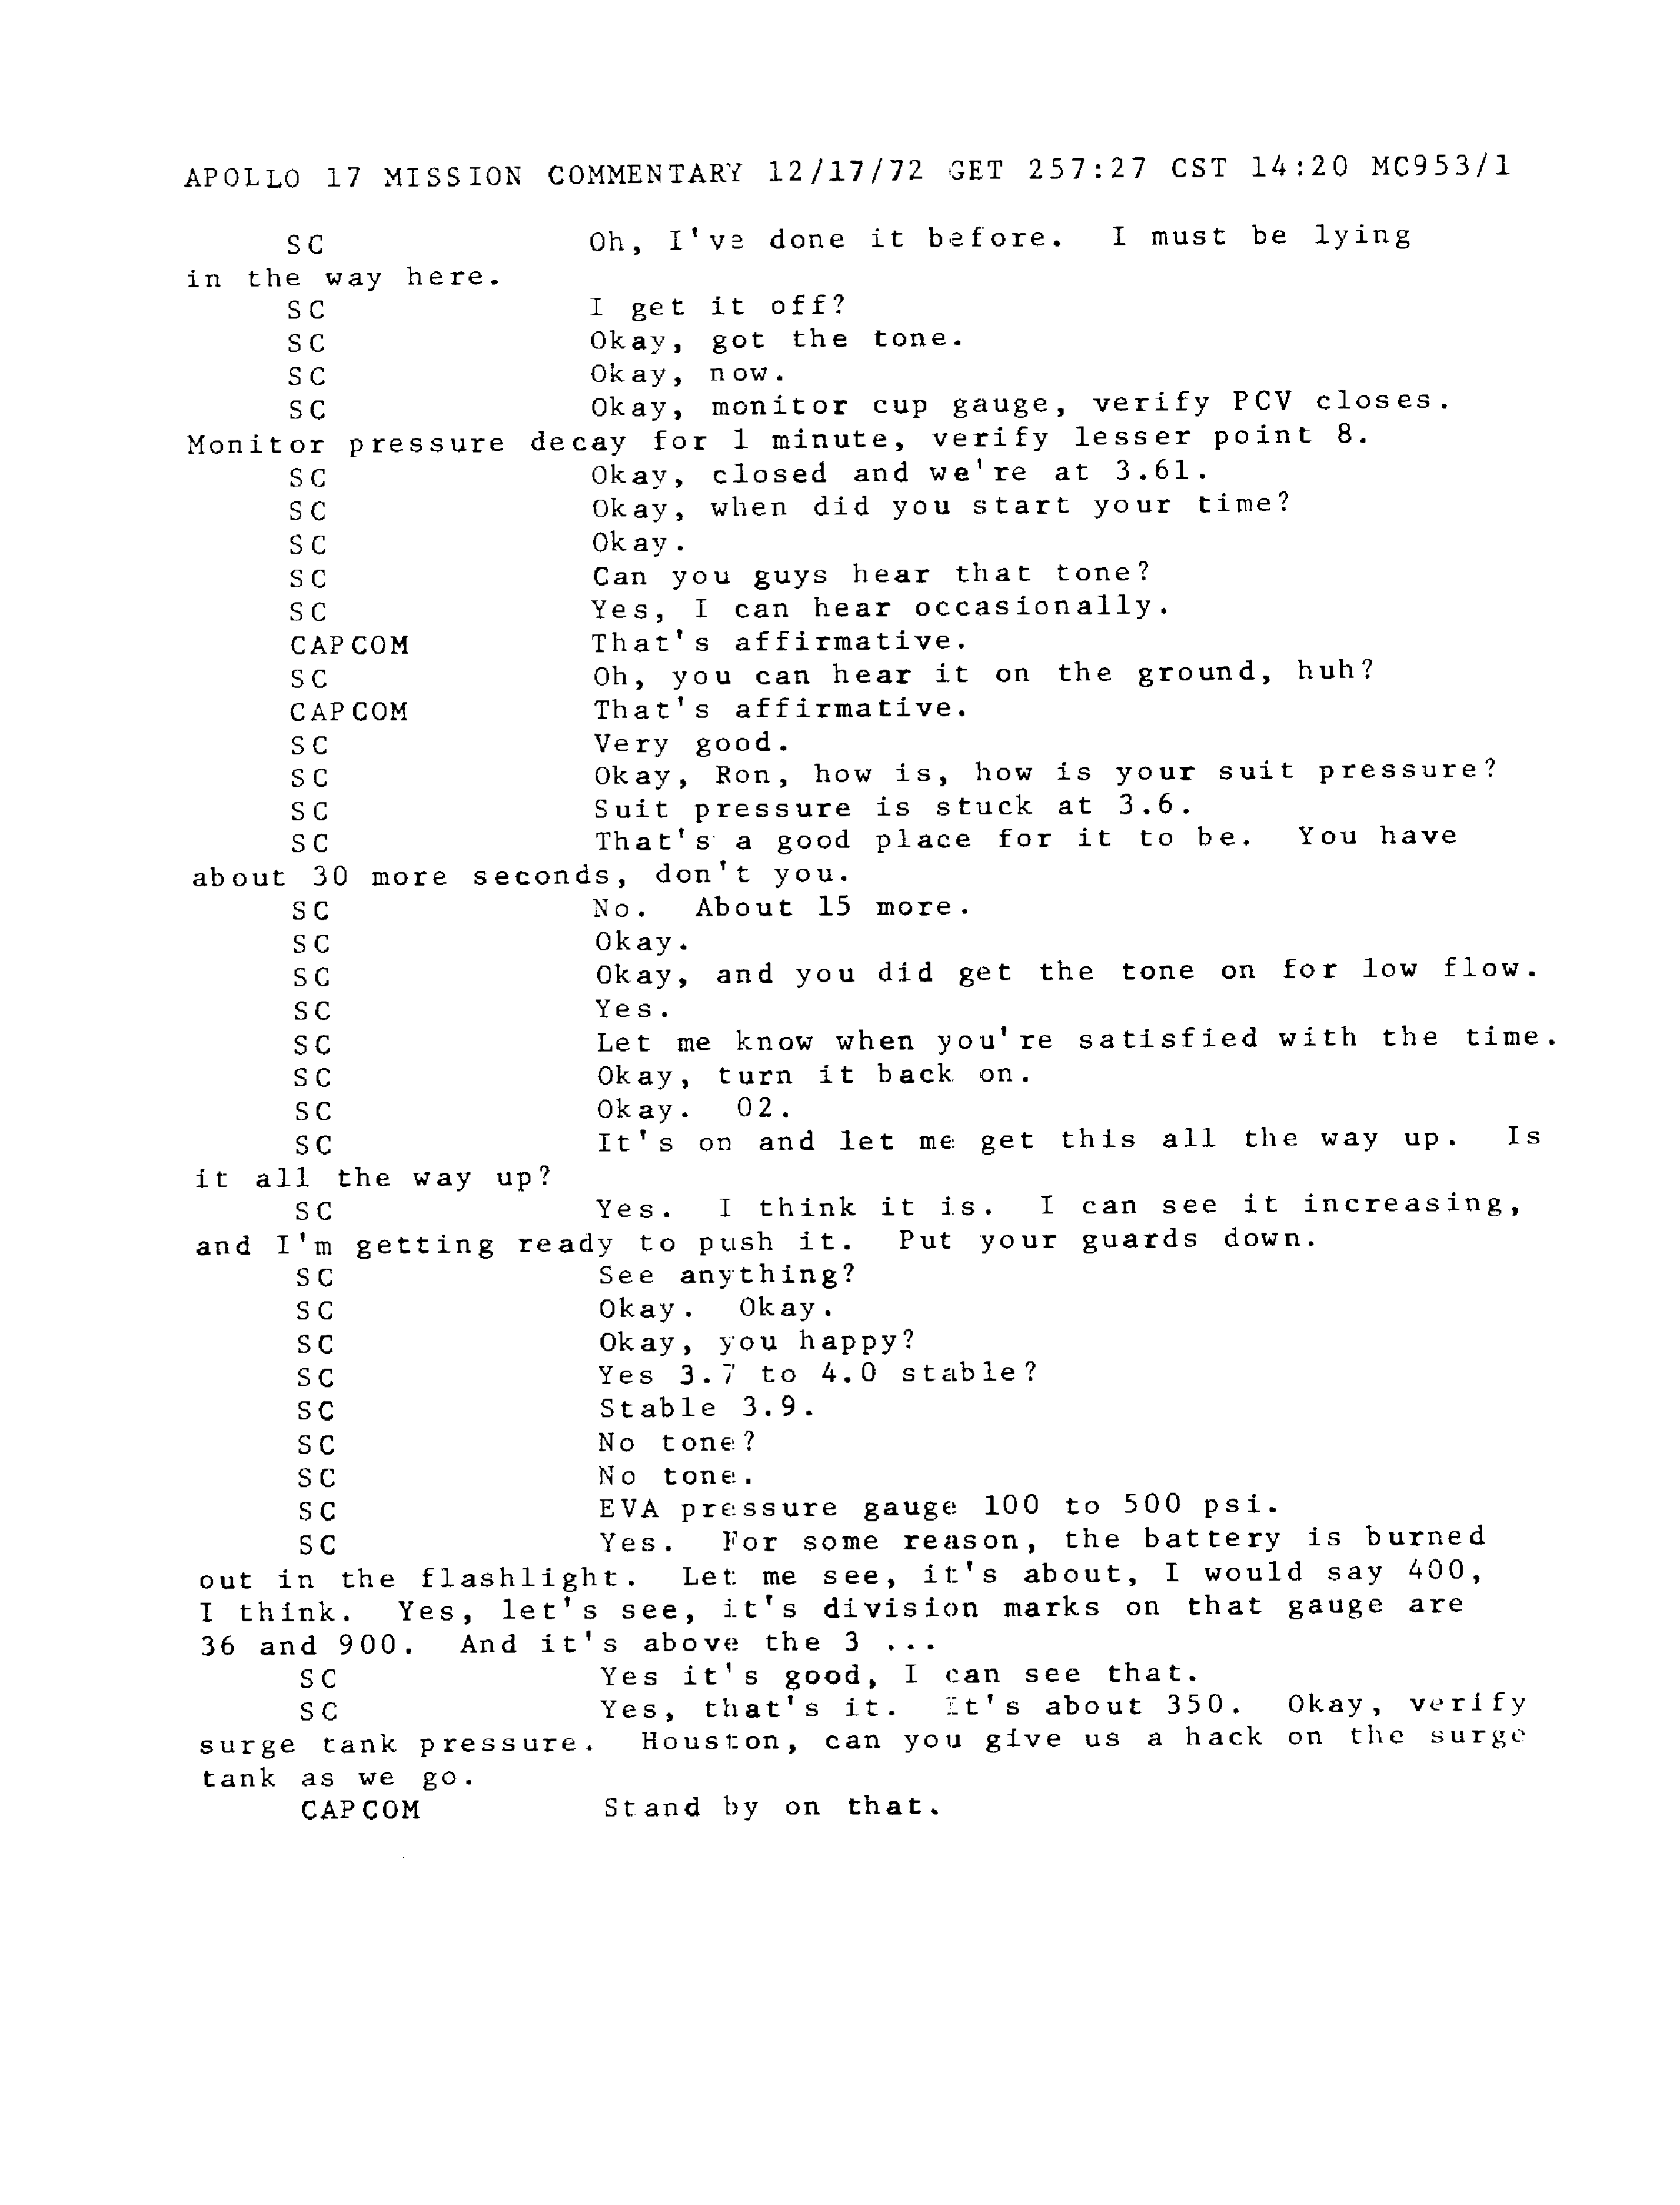 APOLLO 17 MISSION COMMENTARY 12/17/72 GET 257:27 CST 14:20 MC953/1
SC Oh, I've done it before. I must be lying
in the way here.
SC I get it off?
SC Okay, got the tone.
SC Okay, now.
SC Okay, monitor cup gauge, verify PCV closes.
Monitor pressure decay for 1 minute, verify lesser point 8.
SC Okay, closed and we're at 3.61.
SC Okay, when did you start your time?
SC Okay.
SC Can you guys hear that tone?
SC Yes, I can hear occasionally.
CAPCOM That's affirmative.
SC Oh, you can hear it on the ground, huh?
CAPCOM That's affirmative.
SC Very good.
SC Okay, Ron, how is, how is your suit pressure?
SC Suit pressure is stuck at 3.6.
SC That's a good place for it to be. You have
about 30 more seconds, don't you.
SC No. About 15 more.
SC Okay.
SC Okay, and you did get the tone on for low flow.
SC Yes.
SC Let me know when you're satisfied with the time.
SC Okay, turn it back on.
SC Okay. 02.
SC It's on and let me get this all the way up. Is
it all the way up?
SC Yes. I think it is. I can see it increasing,
and I'm getting ready to push it. Put your guards down.
SC See anything?
SC Okay. Okay.
SC Okay, you happy?
SC Yes 3.7 to 4.0 stable?
SC Stable 3.9.
SC No tone?
SC No tone.
SC EVA pressure gauge 100 to 500 psi.
SC Yes. For some reason, the battery is burned
out in the flashlight. Let me see, it's about, I would say 400,
I think. Yes, let's see, it's division marks on that gauge are
36 and 900. And it's above the 3 ...
SC Yes it's good, I can see that.
SC Yes, that's it. It's about 350. Okay, verify
surge tank pressure. Houston, can you give us a hack on the surge
tank as we go.
CAPCOM Stand by on that.